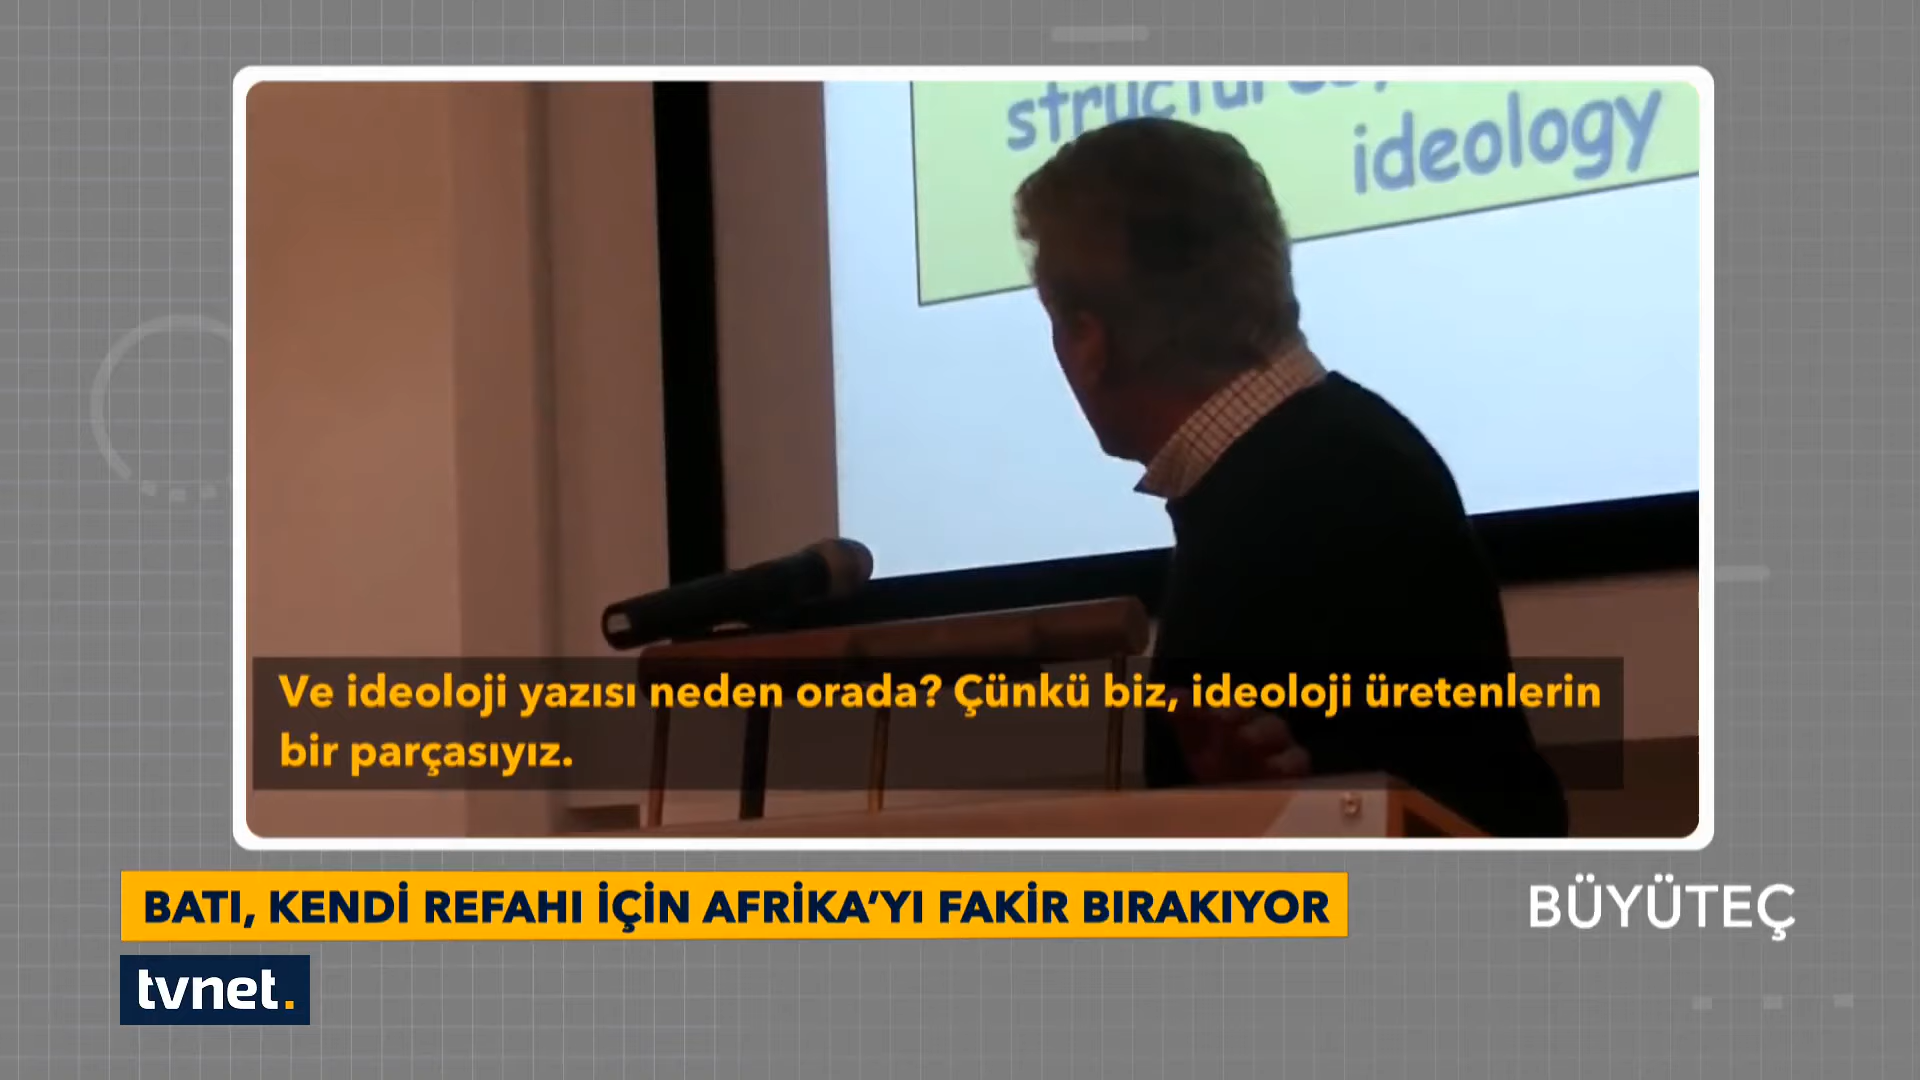 ideology
Ve ideoloji yazısı neden orada? Çünkü biz, ideoloji üretenlerin
bir parçasıyız.
BATI, KENDİ REFAHI İÇİN AFRİKA'YI FAKİR BIRAKIYOR
BÜYÜTEÇ
tvnet.